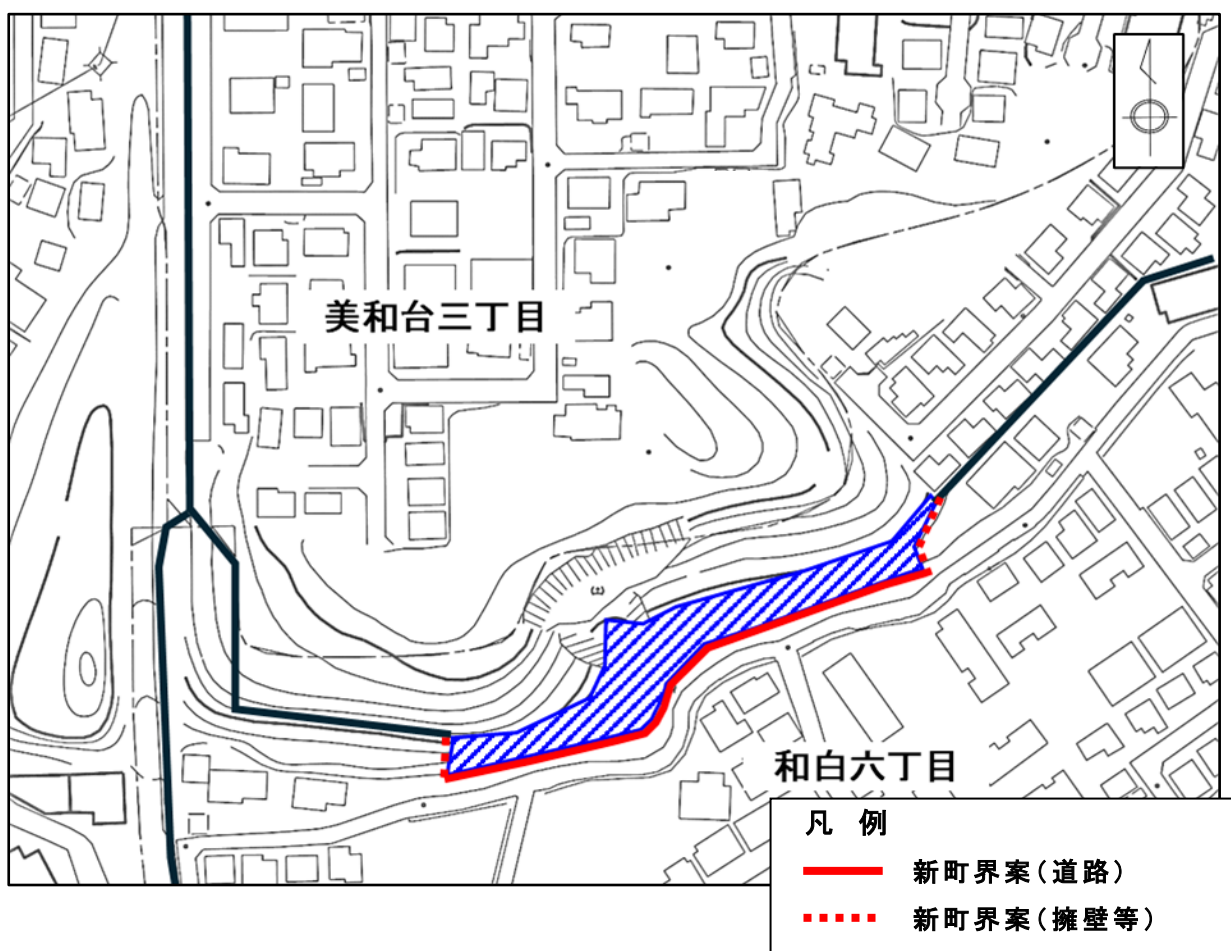 美和台三丁目
(土)
和白六丁目
凡 例
新町界案(道路)
新町界案(擁壁等)